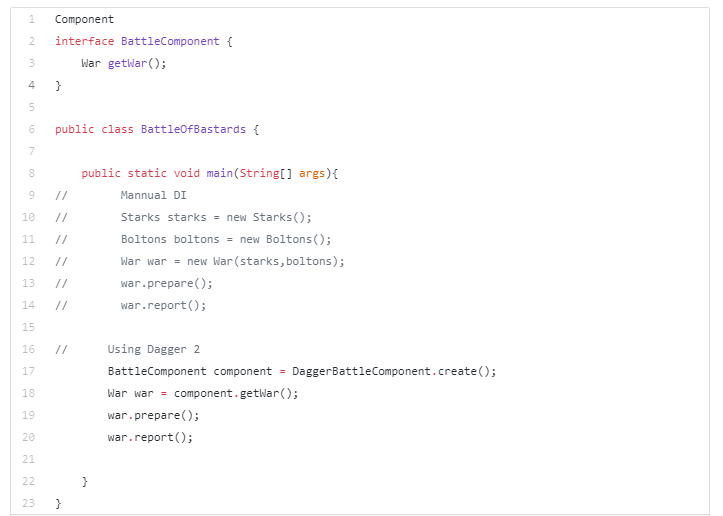 1 Component
2 interface BattleComponent {
3     War getWar();
4 }
5
6 public class BattleOfBastards {
7
8     public static void main(String[] args){
9 //        Mannual DI
10 //        Starks starks = new Starks();
11 //        Boltons boltons = new Boltons();
12 //        War war = new War(starks,boltons);
13 //        war.prepare();
14 //        war.report();
15
16 //      Using Dagger 2
17         BattleComponent component = DaggerBattleComponent.create();
18         War war = component.getWar();
19         war.prepare();
20         war.report();
21
22     }
23 }